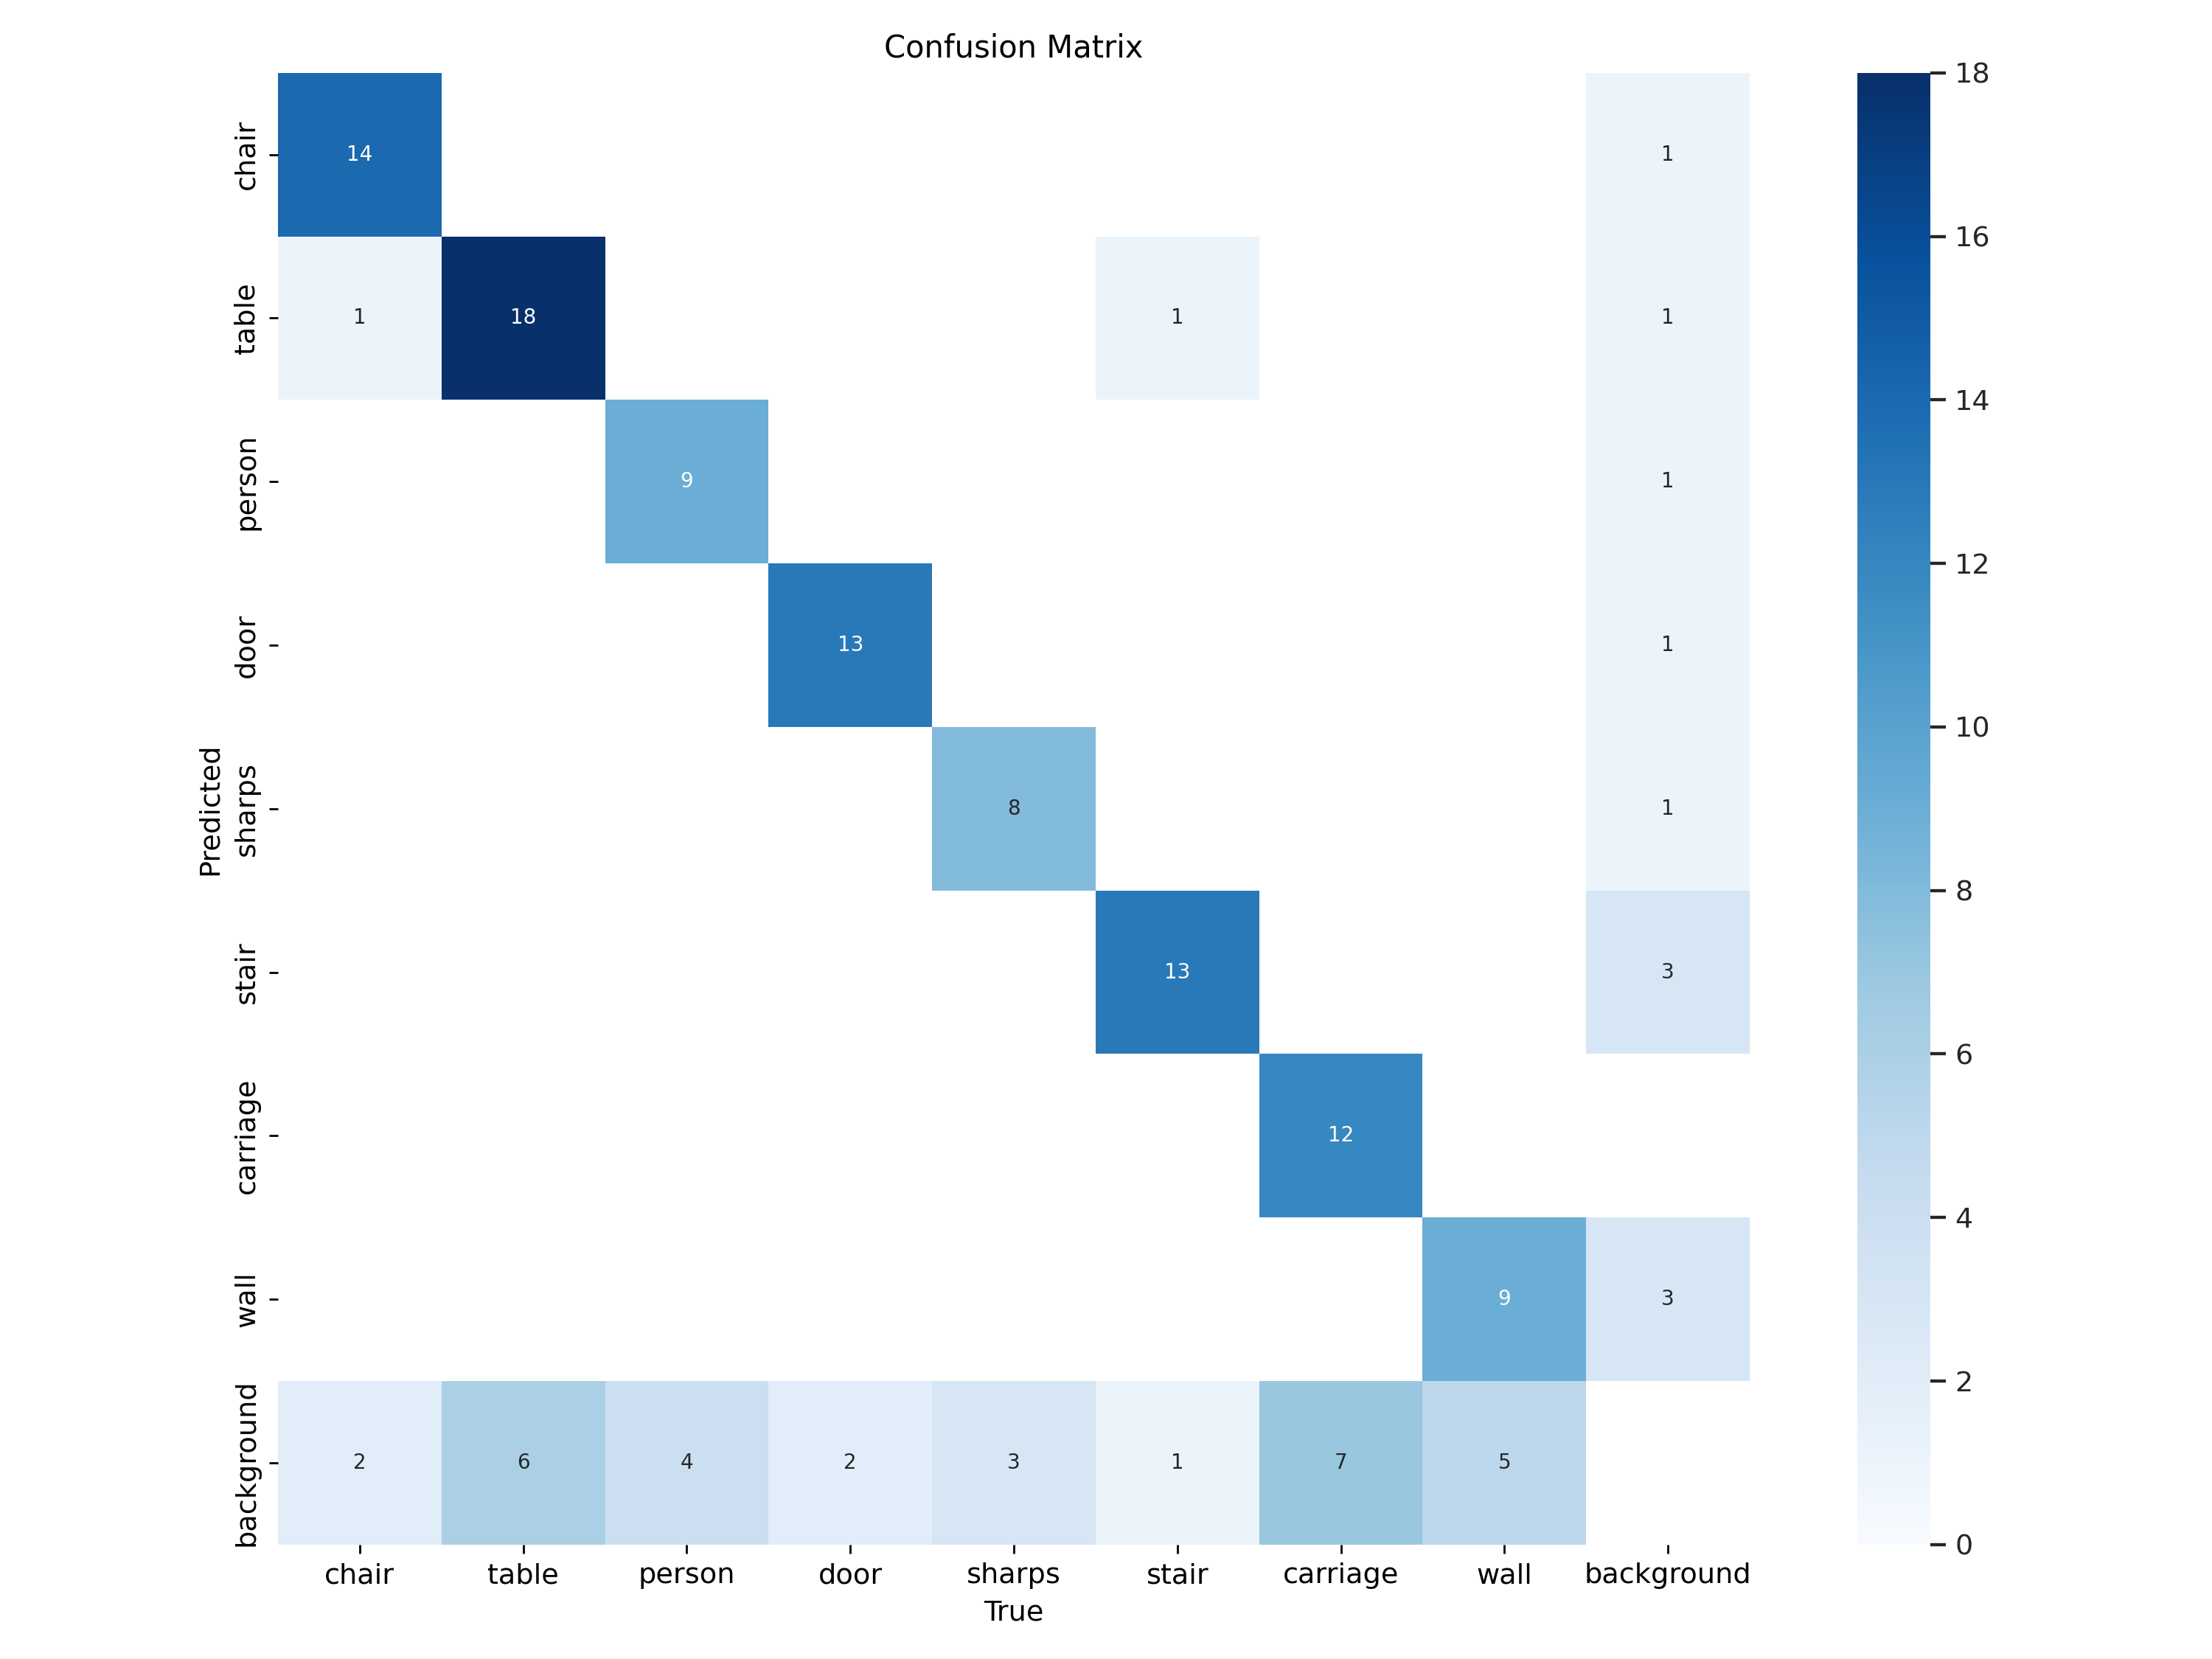 Confusion Matrix
chair
14
1
18
table
1
18
1
1
16
person
9
1
14
door
13
1
12
Predicted
sharps
8
1
10
stair
13
3
8
carriage
12
6
wall
9
3
4
background
2
6
4
2
3
1
7
5
2
0
chair table person door sharps stair carriage wall background
True